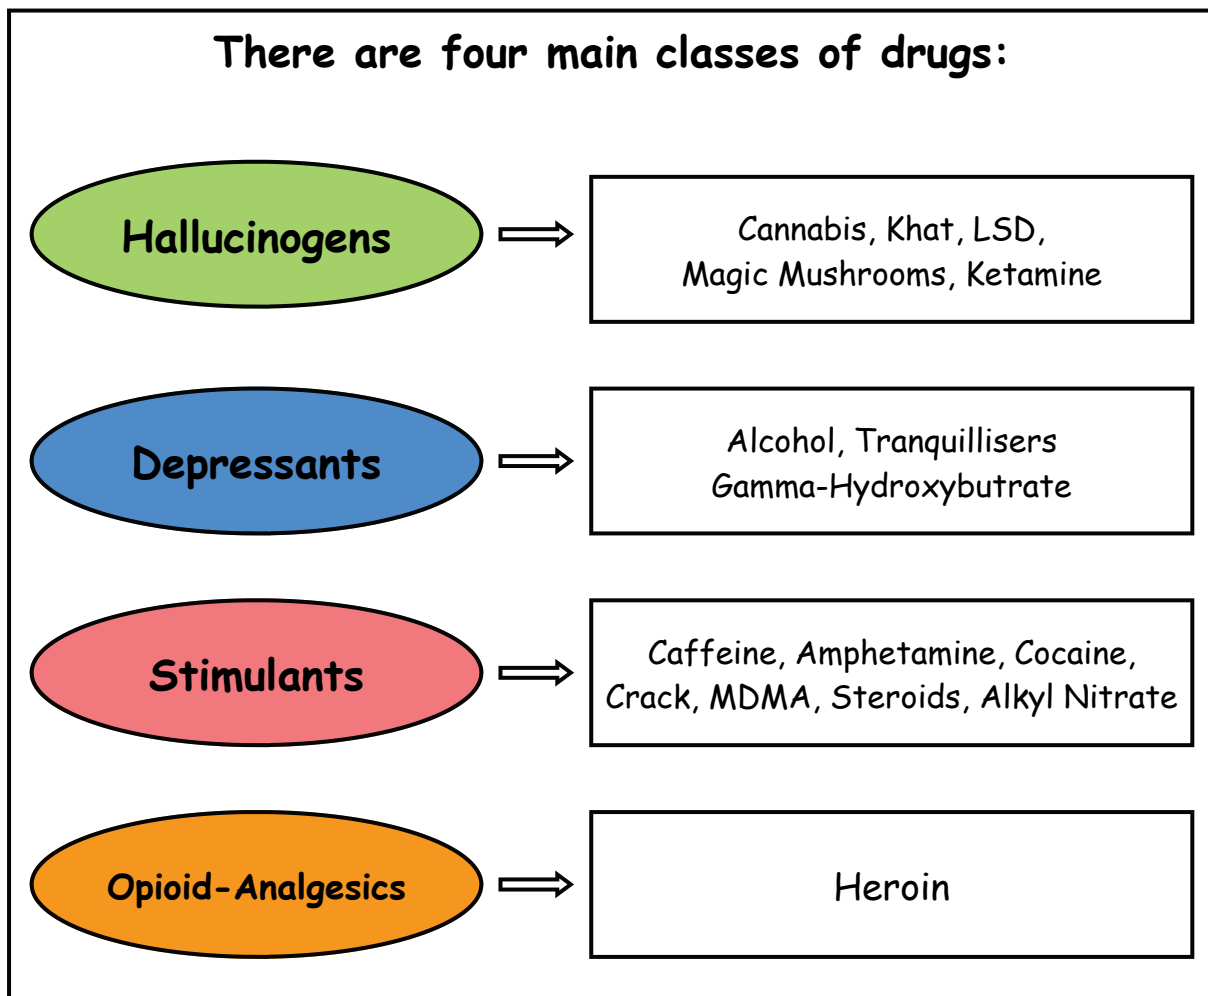 There are four main classes of drugs:
Hallucinogens
Cannabis, Khat, LSD,
Magic Mushrooms, Ketamine
Depressants
Alcohol, Tranquillisers
Gamma-Hydroxybutrate
Stimulants
Caffeine, Amphetamine, Cocaine,
Crack, MDMA, Steroids, Alkyl Nitrate
Opioid-Analgesics
Heroin